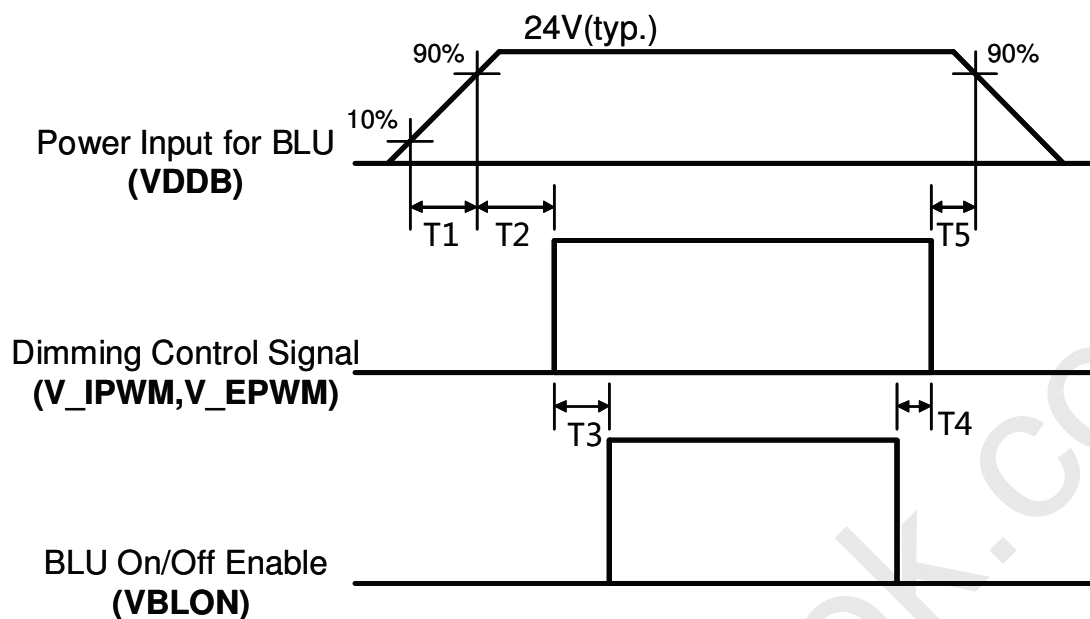 24V(typ.)
90%
90%
10%
Power Input for BLU
(VDDB)
T1
T2
T5
Dimming Control Signal
(V_IPWM,V_EPWM)
T3
T4
BLU On/Off Enable
(VBLON)